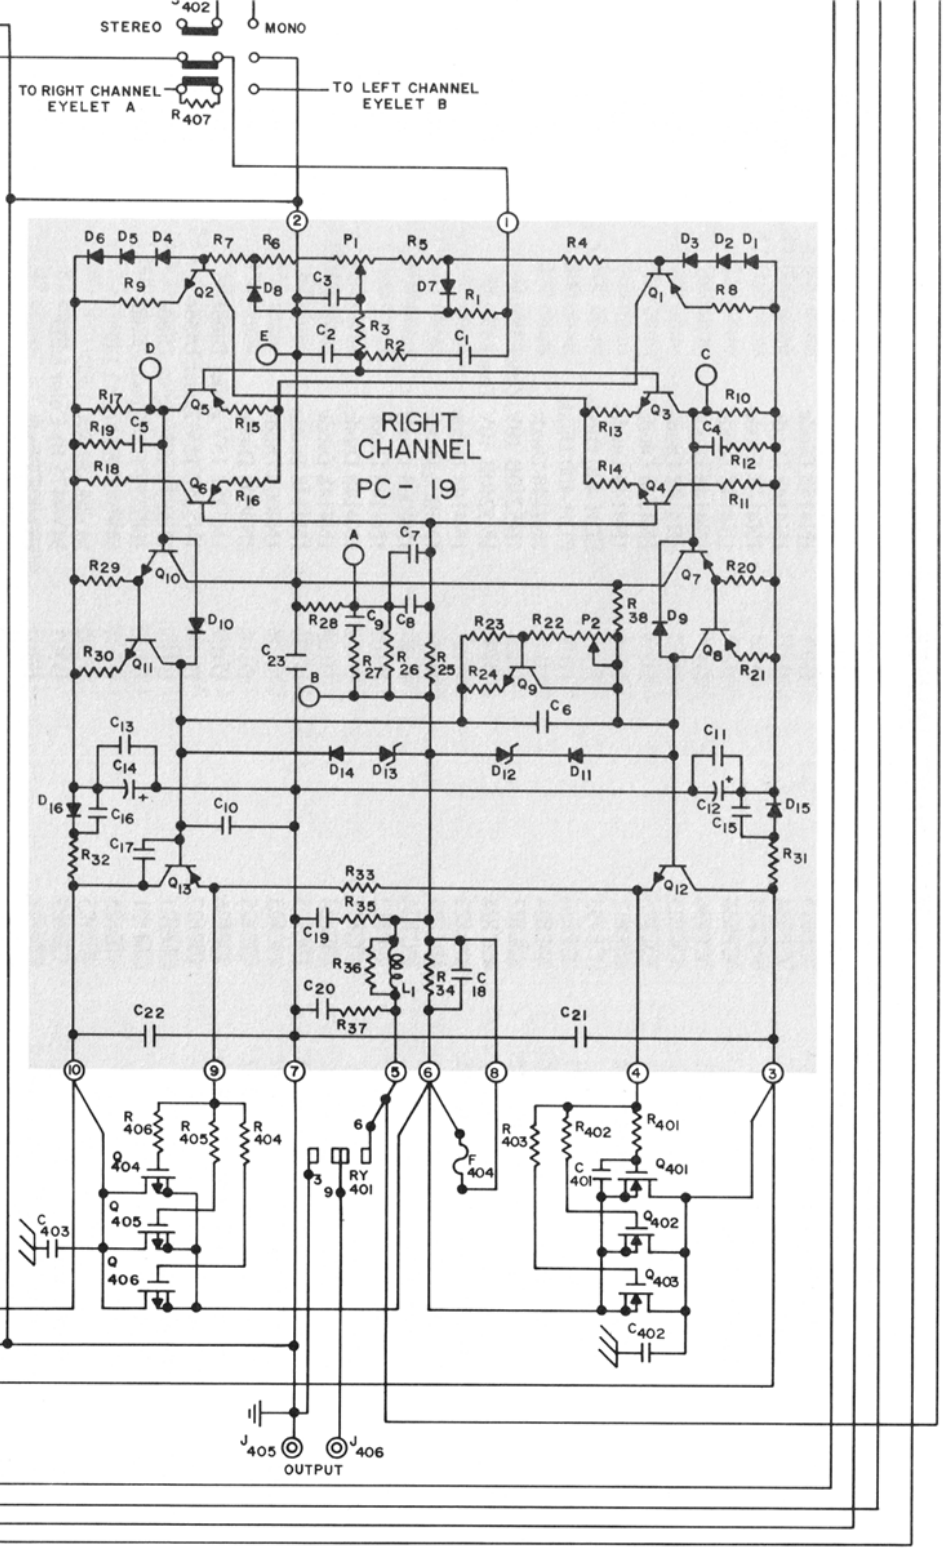 J402
STEREO MONO
TO RIGHT CHANNEL TO LEFT CHANNEL
EYELET A EYELET B
R407
2 1
D6 D5 D4 R7 R6 P1 R5 R4 D3 D2 D1
R9 Q2 D8 C3 D7 R1 Q1 R8
E C2 R3 R2 C1
D C
R17 Q5 R15 R13 Q3 R10
R19 C5 C4 R12
RIGHT
CHANNEL
PC-19
R18 Q6 R16 R14 Q4 R11
A C7
R29 Q10 Q7 R20
D10 R28 C9 C8 R38 D9
R23 R22 P2
R30 Q11 C23 R27 R26 R25 R24 Q9 Q8 R21
B
C6
C13 C11
C14 D14 D13 D12 D11
D16 + C16 C10 C12 + C15 D15
R32 C17 R31
Q13 R33 Q12
R35
C19
R36 L1 R34 C18
C20
R37
C22 C21
10 9 7 5 6 8 4 3
R406 R405 R404 6 R403 R402 R401
Q404 3 RY401 F404 C401 Q401
9
Q405 Q402
C403
Q406 Q403
C402
J405 J406
OUTPUT